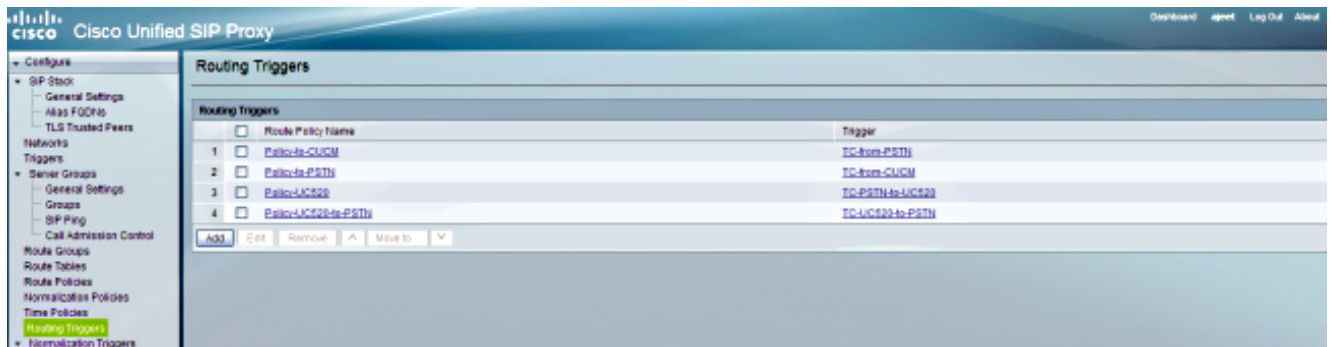 CISCO Cisco Unified SIP Proxy
Dashboard ajeet Log Out About
Configure
SIP Stack
General Settings
Alias FQDNs
TLS Trusted Peers
Networks
Triggers
Server Groups
General Settings
Groups
SIP Ping
Call Admission Control
Route Groups
Route Tables
Route Policies
Normalization Policies
Time Policies
Routing Triggers
Normalization Triggers
Routing Triggers
Routing Triggers
Route Policy Name Trigger
1 Policy-to-CUCM TC-from-PSTN
2 Policy-to-PSTN TC-from-CUCM
3 Policy-UC520 TC-PSTN-to-UC520
4 Policy-UC520-to-PSTN TC-UC520-to-PSTN
Add Edit Remove Move to